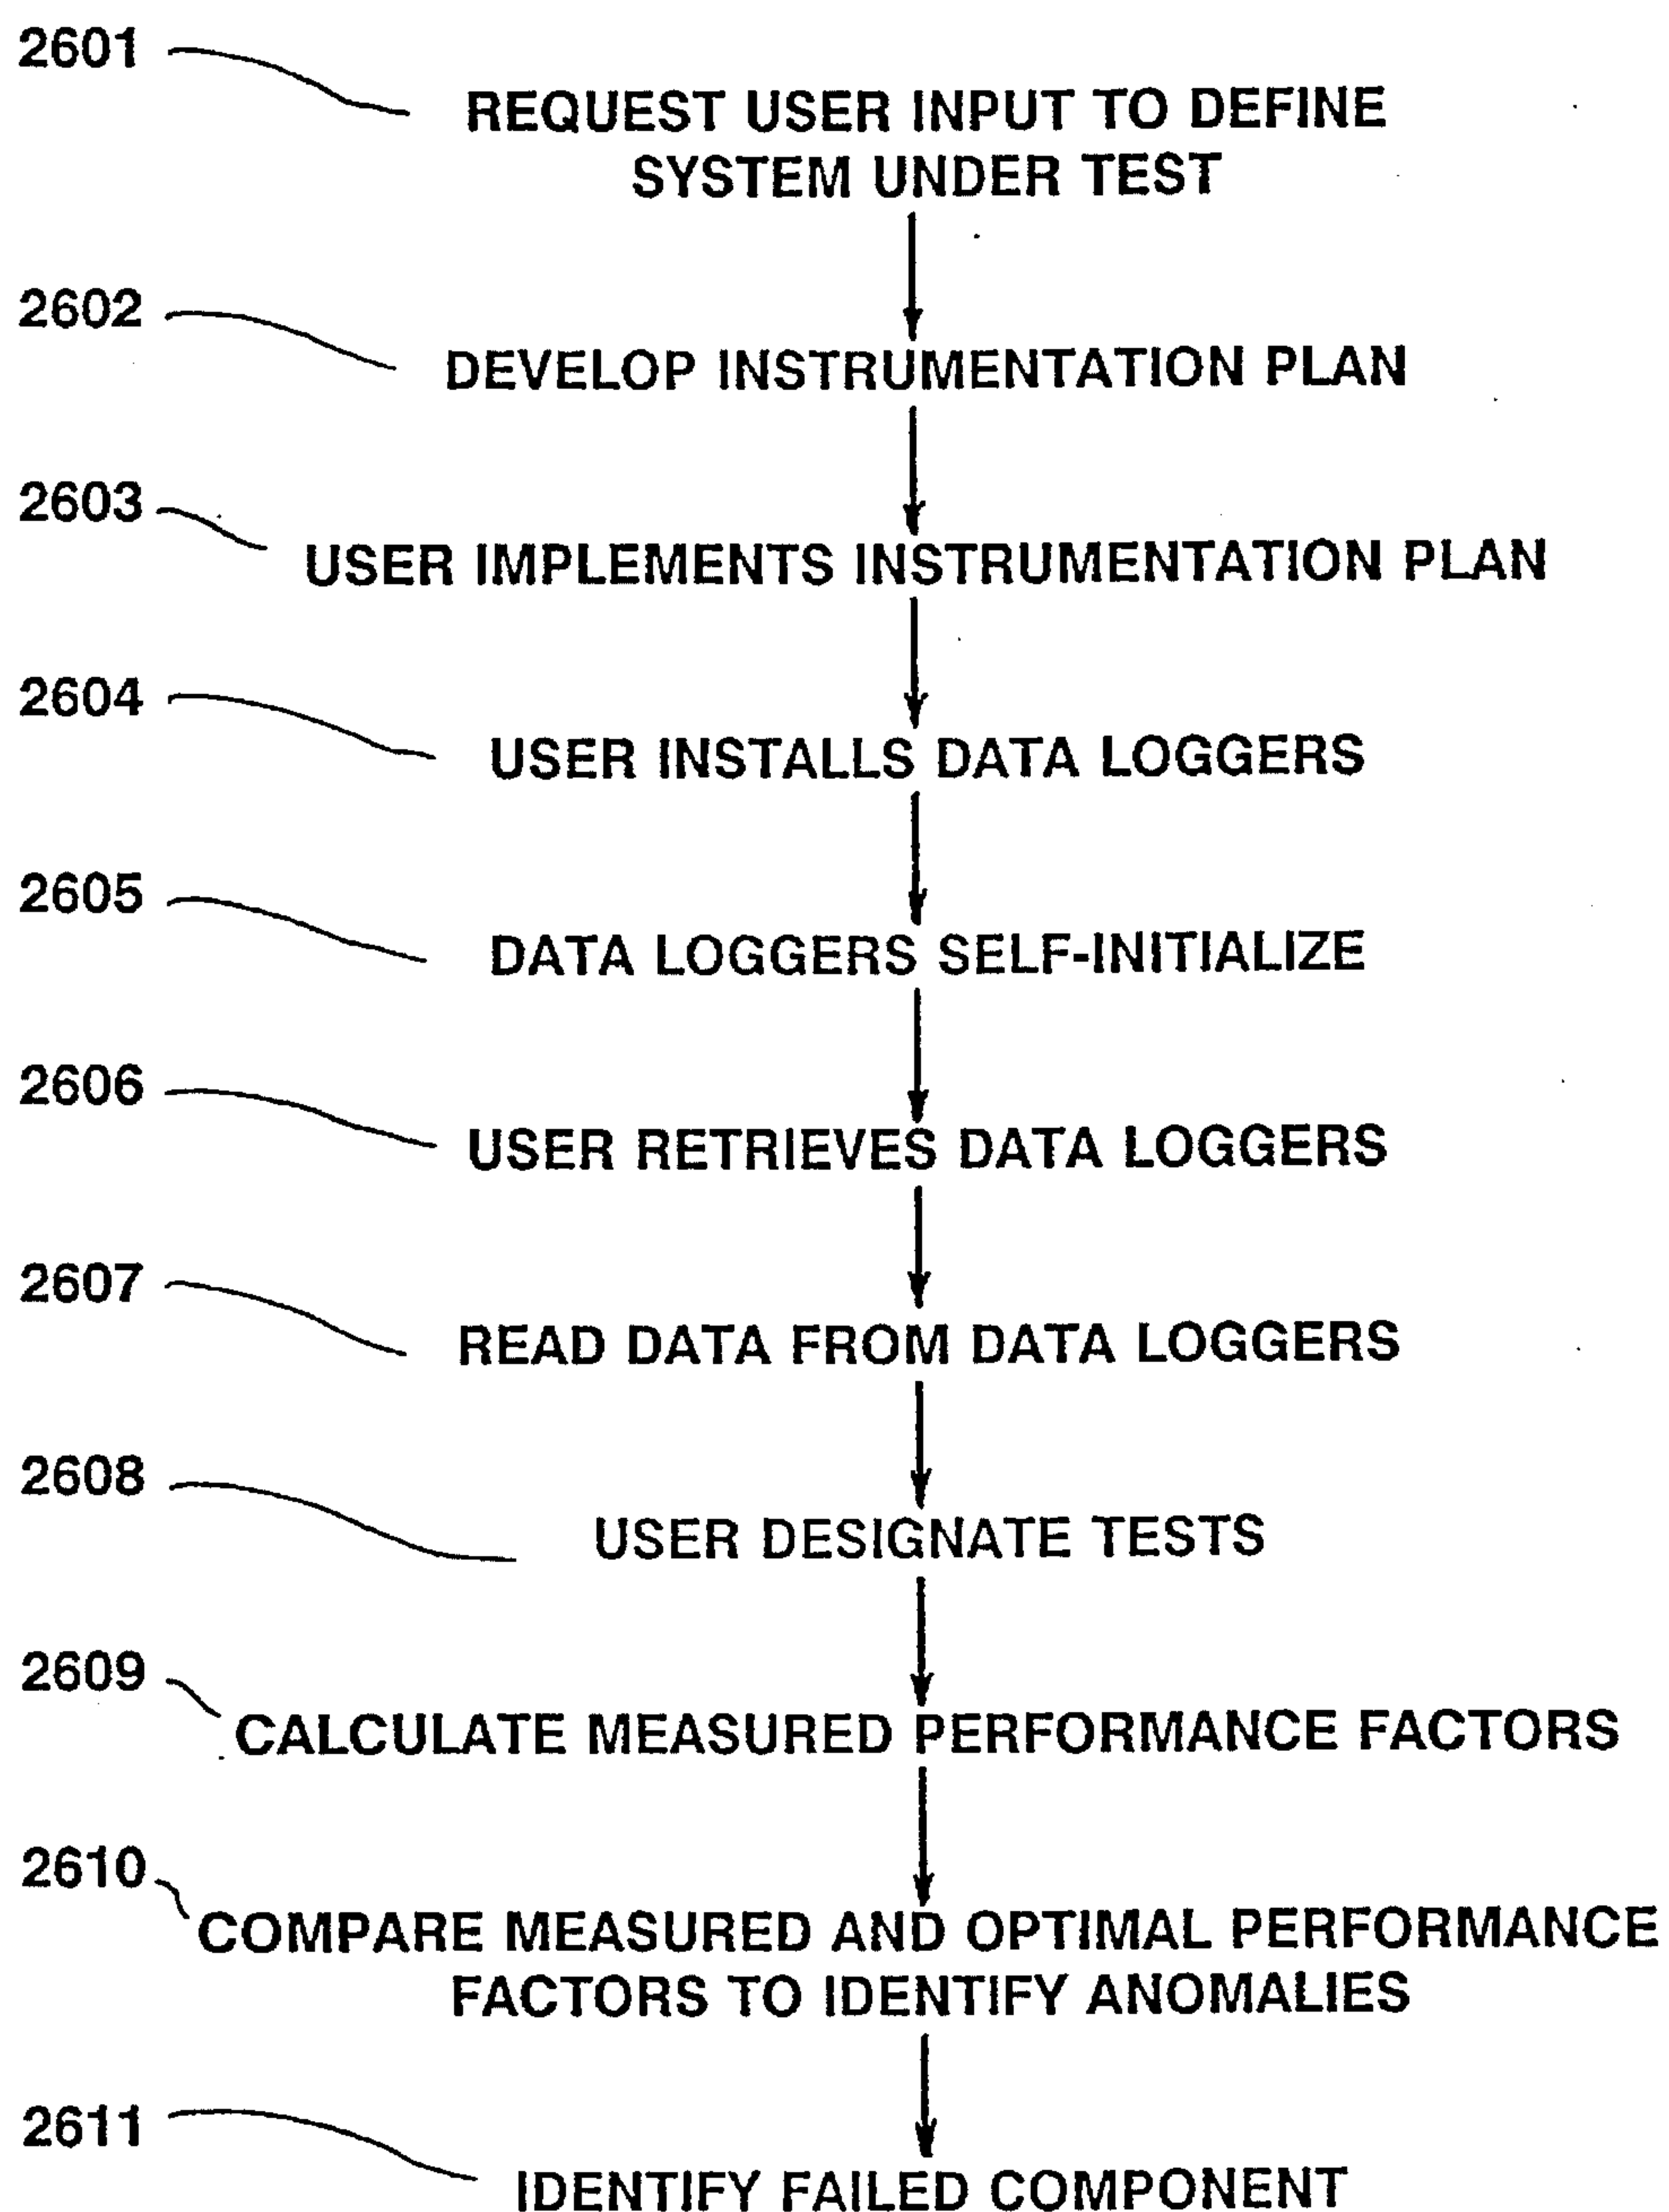 2601
REQUEST USER INPUT TO DEFINE
SYSTEM UNDER TEST
2602
DEVELOP INSTRUMENTATION PLAN
2603
USER IMPLEMENTS INSTRUMENTATION PLAN
2604
USER INSTALLS DATA LOGGERS
2605
DATA LOGGERS SELF-INITIALIZE
2606
USER RETRIEVES DATA LOGGERS
2607
READ DATA FROM DATA LOGGERS
2608
USER DESIGNATE TESTS
2609
CALCULATE MEASURED PERFORMANCE FACTORS
2610
COMPARE MEASURED AND OPTIMAL PERFORMANCE
FACTORS TO IDENTIFY ANOMALIES
2611
IDENTIFY FAILED COMPONENT